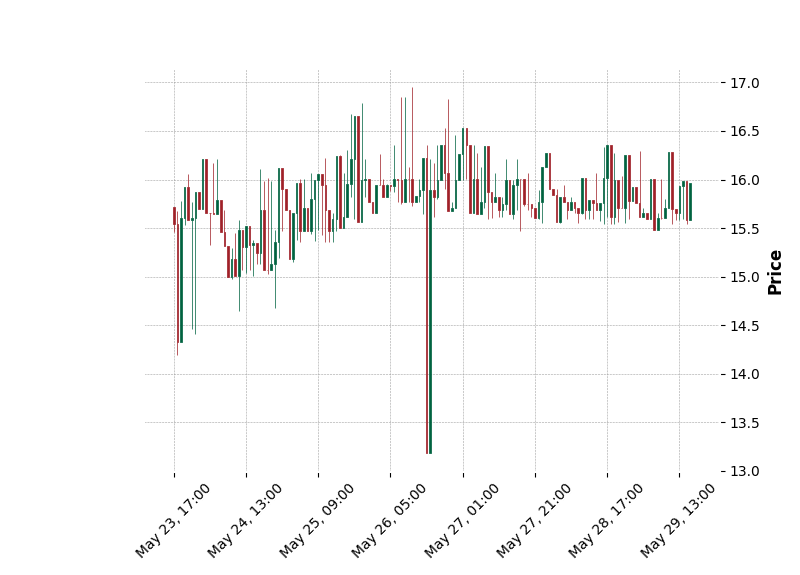 17.0
16.5
16.0
15.5
15.0
14.5
14.0
13.5
13.0
Price
May 23, 17:00
May 24, 13:00
May 25, 09:00
May 26, 05:00
May 27, 01:00
May 27, 21:00
May 28, 17:00
May 29, 13:00